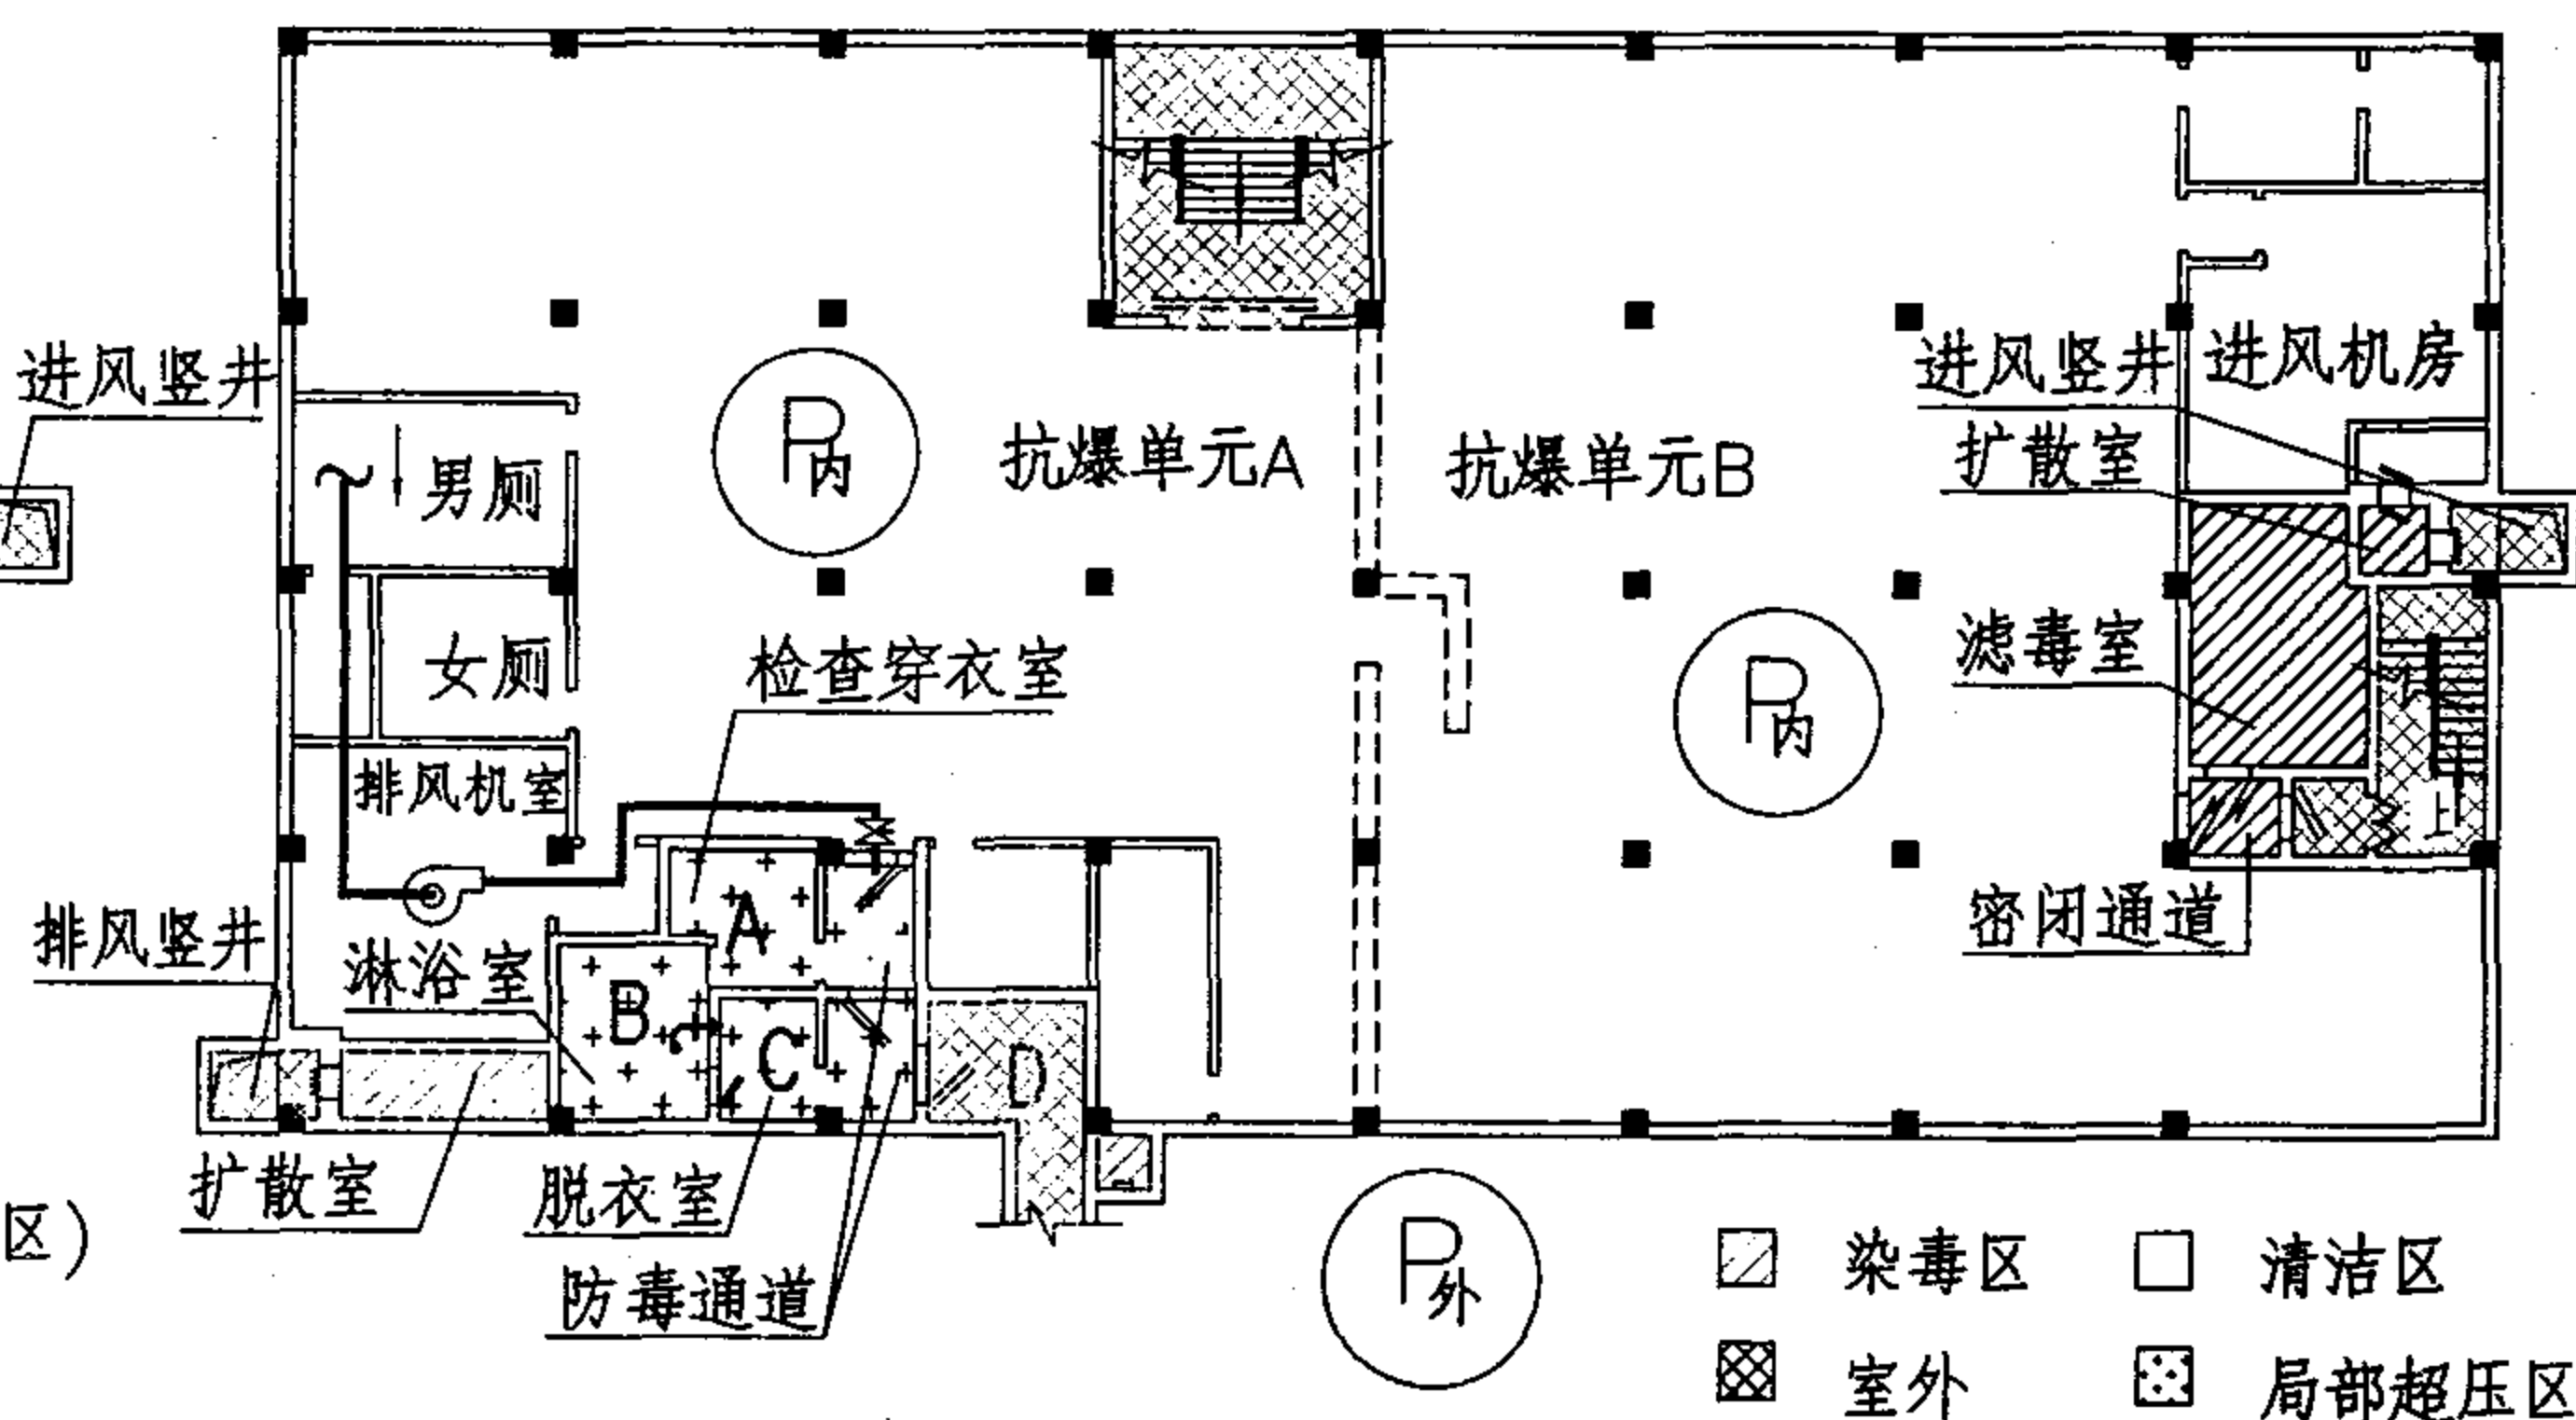 进风竖井
P内
抗爆单元A
抗爆单元B
进风竖井
进风机房
扩散室
男厕
女厕
检查穿衣室
P内
滤毒室
排风机室
上
A
密闭通道
排风竖井
淋浴室
B
C
D
扩散室
脱衣室
防毒通道
区)
P外
染毒区
清洁区
室外
局部超压区